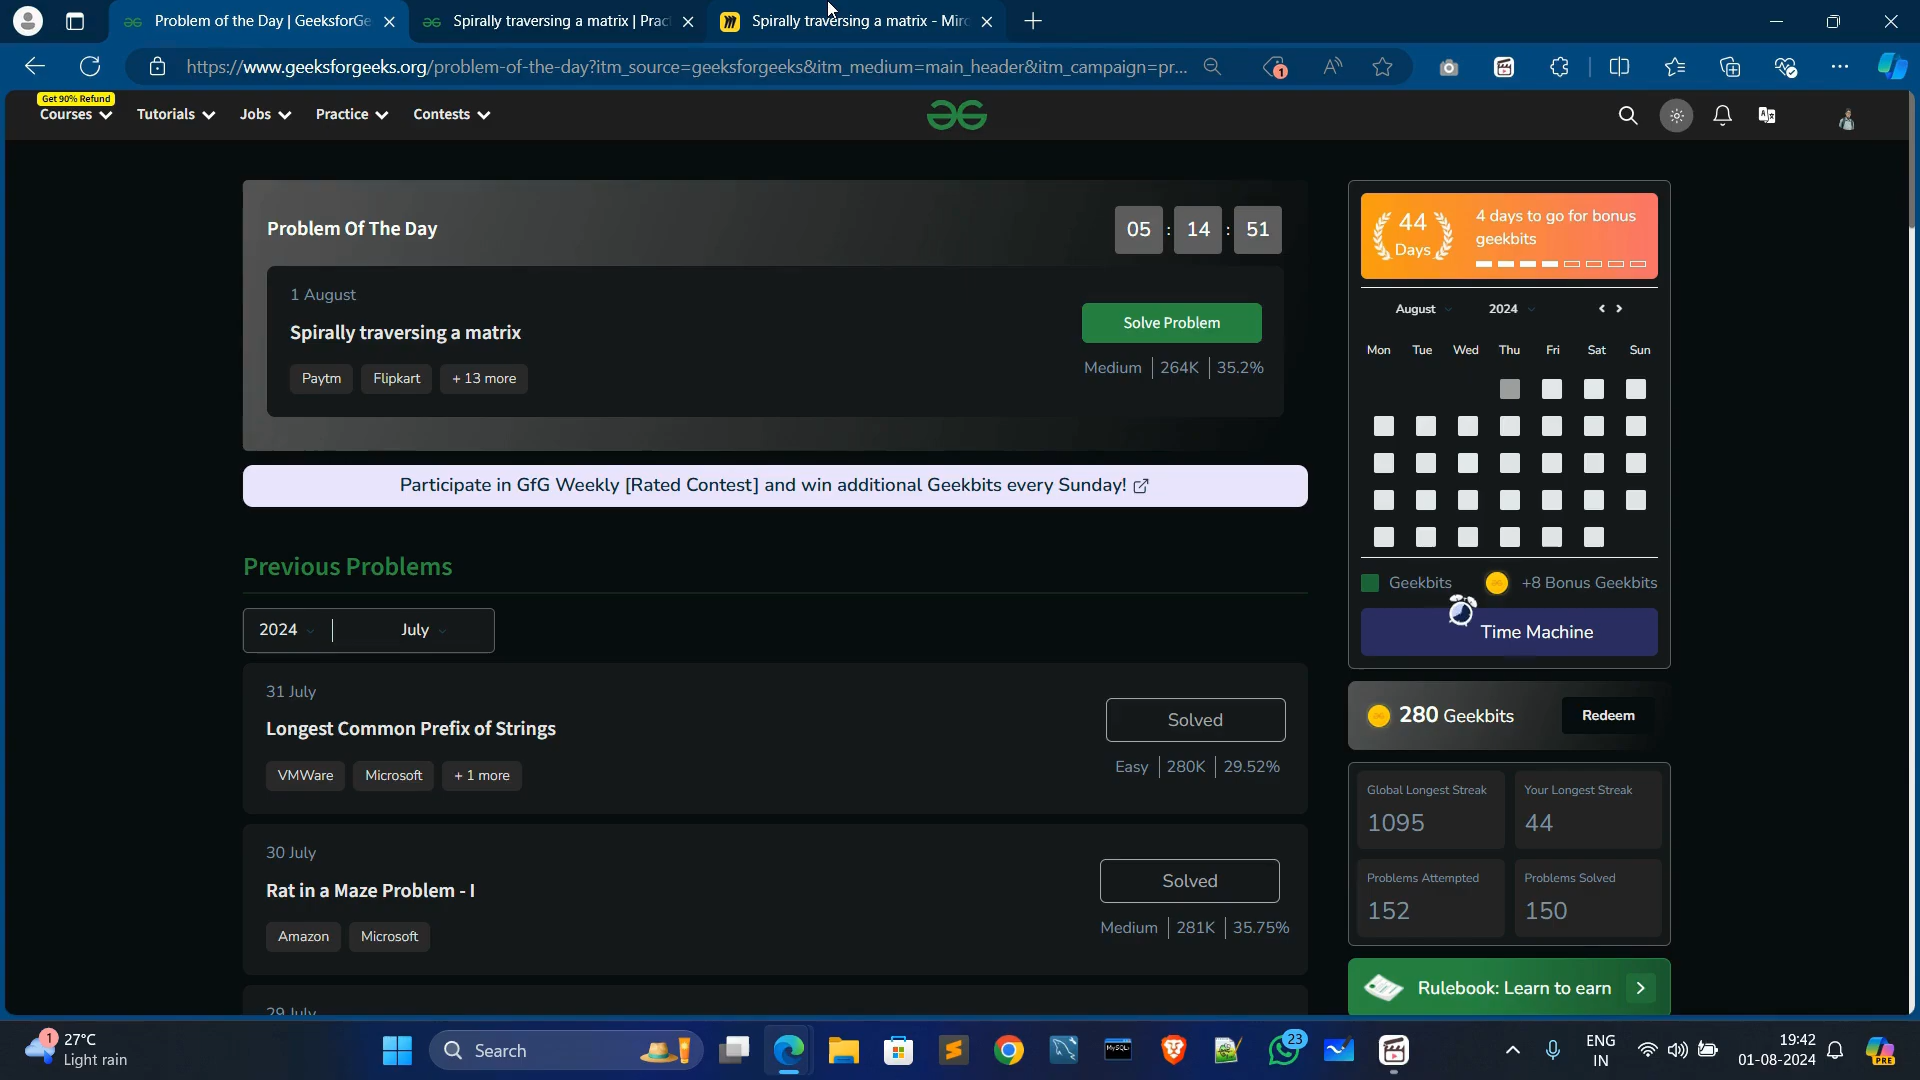 Problem of the Day | GeeksforGe
Spirally traversing a matrix | Prac
Spirally traversing a matrix - Miro
https://www.geeksforgeeks.org/problem-of-the-day?itm_source=geeksforgeeks&itm_medium=main_header&itm_campaign=pr...
1
Get 90% Refund
Courses
Tutorials
Jobs
Practice
Contests
Problem Of The Day
05 : 14 : 51
1 August
Spirally traversing a matrix
Solve Problem
Paytm
Flipkart
+ 13 more
Medium | 264K | 35.2%
Participate in GfG Weekly [Rated Contest] and win additional Geekbits every Sunday!
Previous Problems
2024
July
31 July
Longest Common Prefix of Strings
Solved
VMWare
Microsoft
+ 1 more
Easy | 280K | 29.52%
30 July
Rat in a Maze Problem - I
Solved
Amazon
Microsoft
Medium | 281K | 35.75%
29 July
44
Days
4 days to go for bonus
geekbits
August
2024
Mon Tue Wed Thu Fri Sat Sun
Geekbits
+8 Bonus Geekbits
Time Machine
280 Geekbits
Redeem
Global Longest Streak
1095
Your Longest Streak
44
Problems Attempted
152
Problems Solved
150
Rulebook: Learn to earn
1
27°C
Light rain
Search
MySQL
23
ENG
IN
19:42
01-08-2024
PRE